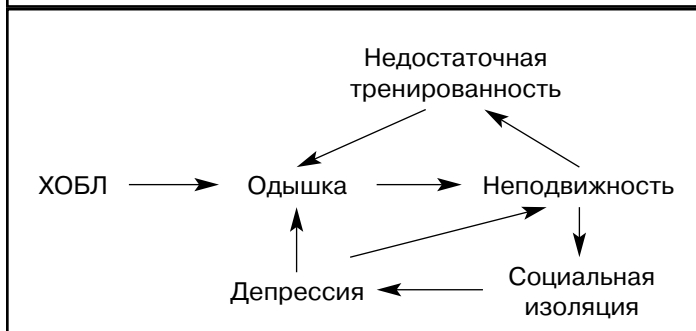 Недостаточная
тренированность
ХОБЛ
Одышка
Неподвижность
Депрессия
Социальная
изоляция